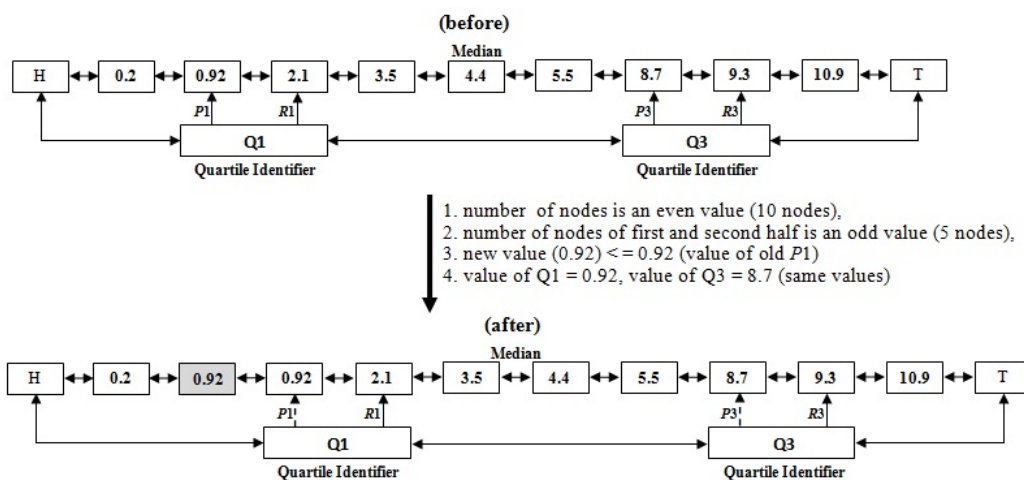 (before)
Median
H 0.2 0.92 2.1 3.5 4.4 5.5 8.7 9.3 10.9 T
P1 R1 P3 R3
Q1 Q3
Quartile Identifier Quartile Identifier
1. number of nodes is an even value (10 nodes),
2. number of nodes of first and second half is an odd value (5 nodes),
3. new value (0.92) <= 0.92 (value of old P1)
4. value of Q1 = 0.92, value of Q3 = 8.7 (same values)
(after)
Median
H 0.2 0.92 0.92 2.1 3.5 4.4 5.5 8.7 9.3 10.9 T
P1 R1 P3 R3
Q1 Q3
Quartile Identifier Quartile Identifier